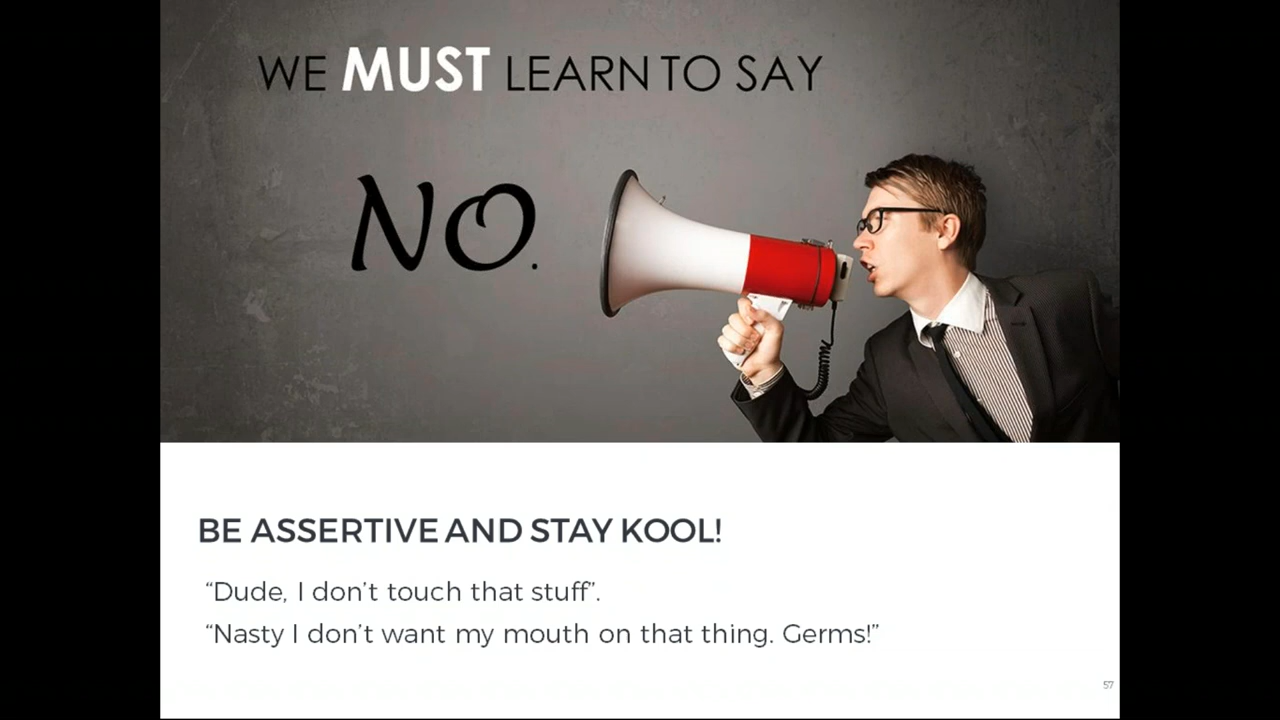 WE MUST LEARN TO SAY
NO.
BE ASSERTIVE AND STAY KOOL!
“Dude, I don’t touch that stuff”.
“Nasty I don’t want my mouth on that thing. Germs!”
57